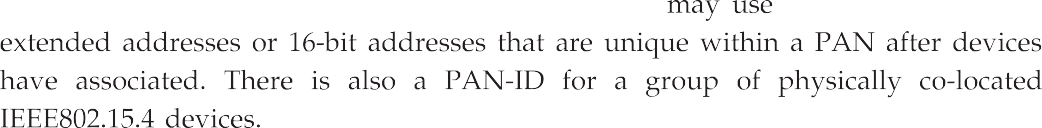 may use
extended addresses or 16-bit addresses that are unique within a PAN after devices
have associated. There is also a PAN-ID for a group of physically co-located
IEEE802.15.4 devices.